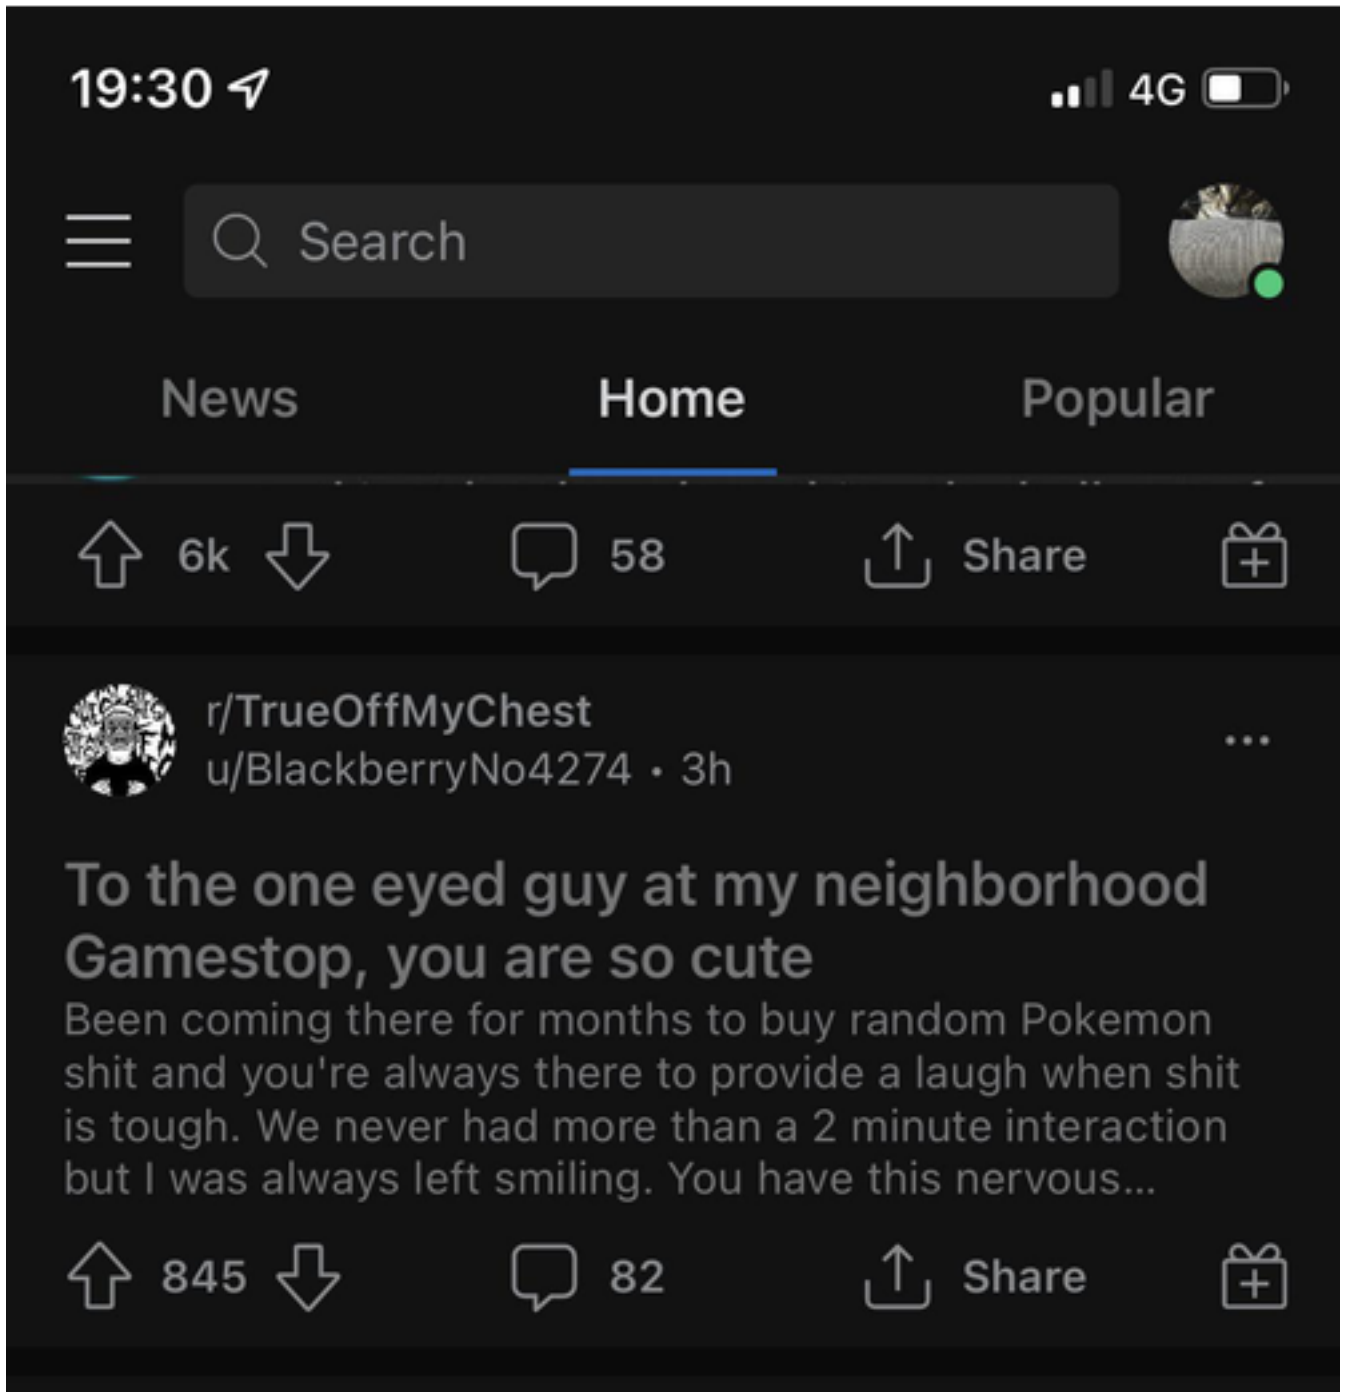 19:30
4G
Search
News
Home
Popular
6k
58
Share
r/TrueOffMyChest
u/BlackberryNo4274 • 3h
To the one eyed guy at my neighborhood
Gamestop, you are so cute
Been coming there for months to buy random Pokemon
shit and you're always there to provide a laugh when shit
is tough. We never had more than a 2 minute interaction
but I was always left smiling. You have this nervous...
845
82
Share